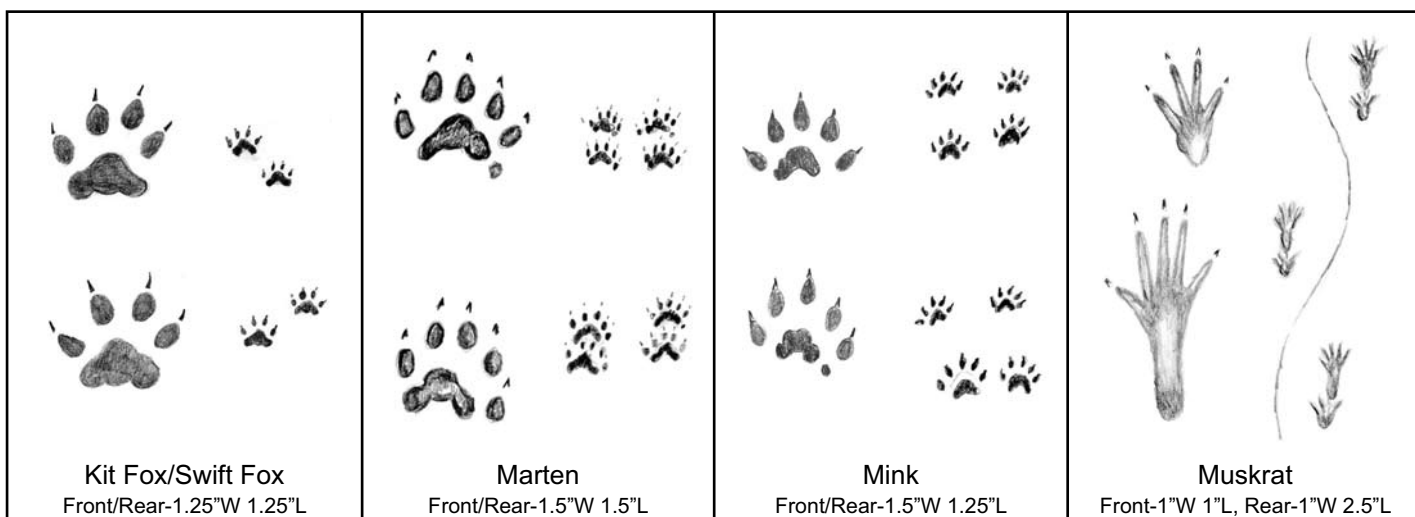 Kit Fox/Swift Fox
Front/Rear-1.25”W 1.25”L
Marten
Front/Rear-1.5”W 1.5”L
Mink
Front/Rear-1.5”W 1.25”L
Muskrat
Front-1”W 1”L, Rear-1”W 2.5”L